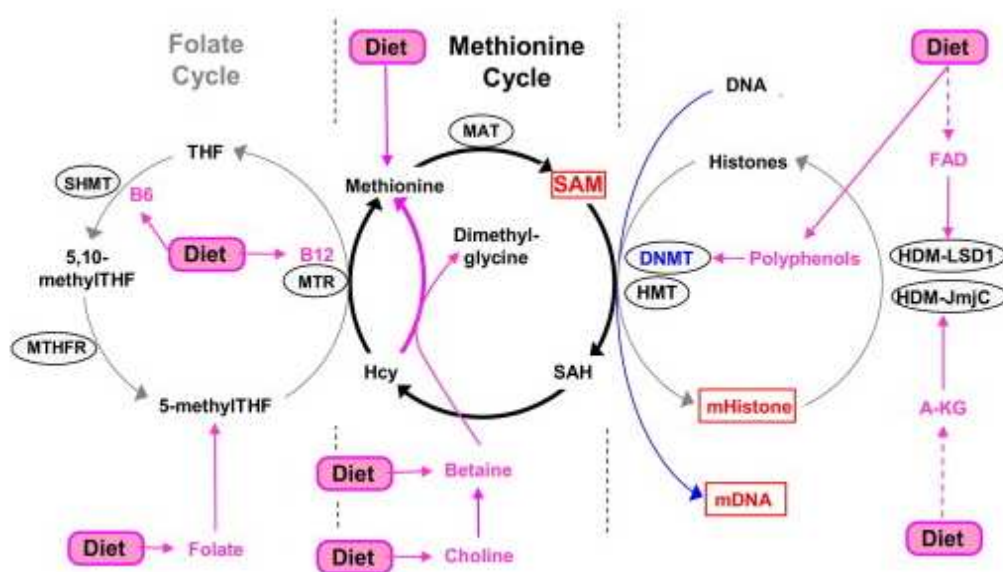 Folate
Cycle
Diet
Methionine
Cycle
Diet
DNA
MAT
THF
Histones
FAD
SHMT
B6
Methionine
SAM
Diet
B12
Dimethyl-
glycine
5,10-
methylTHF
MTR
DNMT
Polyphenols
HDM-LSD1
HMT
HDM-JmjC
MTHFR
Hcy
SAH
5-methylTHF
mHistone
A-KG
Diet
Betaine
mDNA
Diet
Folate
Diet
Choline
Diet